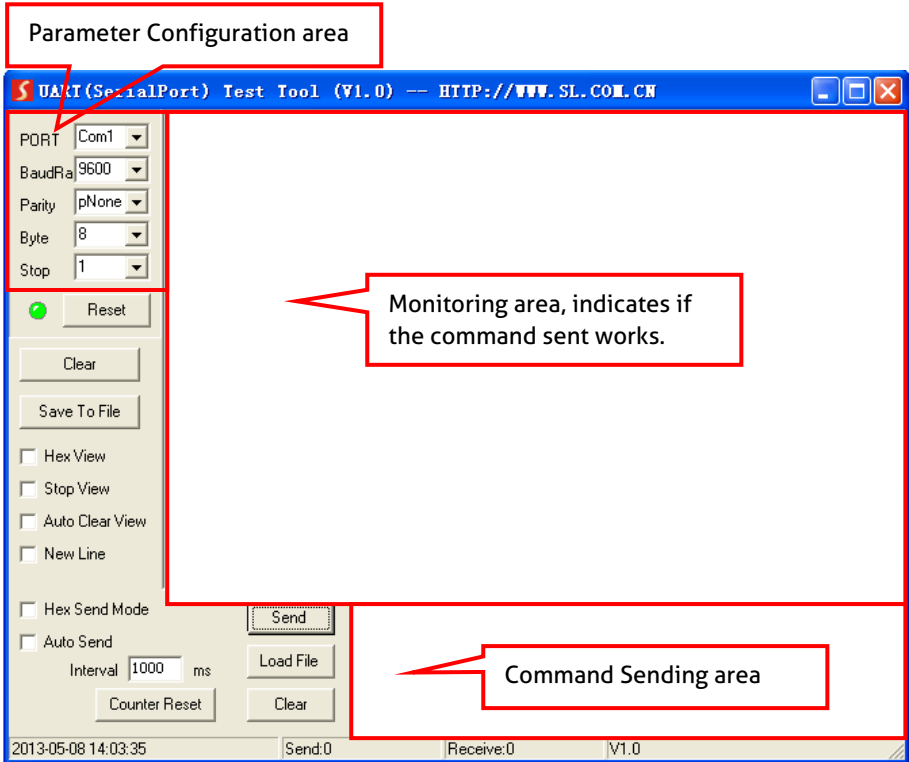 Parameter Configuration area
UART(SerialPort) Test Tool (V1.0) -- HTTP://WWW.SL.COM.CN
PORT Com1
BaudRa 9600
Parity pNone
Byte 8
Stop 1
Reset
Monitoring area, indicates if
the command sent works.
Clear
Save To File
Hex View
Stop View
Auto Clear View
New Line
Hex Send Mode
Send
Auto Send
Interval 1000 ms
Load File
Command Sending area
Counter Reset
Clear
2013-05-08 14:03:35 Send:0 Receive:0 V1.0